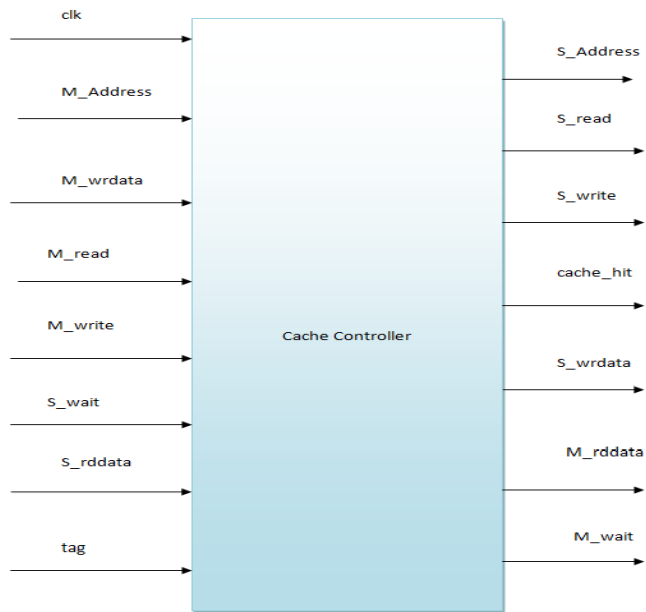 clk
M_Address
M_wrdata
M_read
M_write
S_wait
S_rddata
tag
Cache Controller
S_Address
S_read
S_write
cache_hit
S_wrdata
M_rddata
M_wait